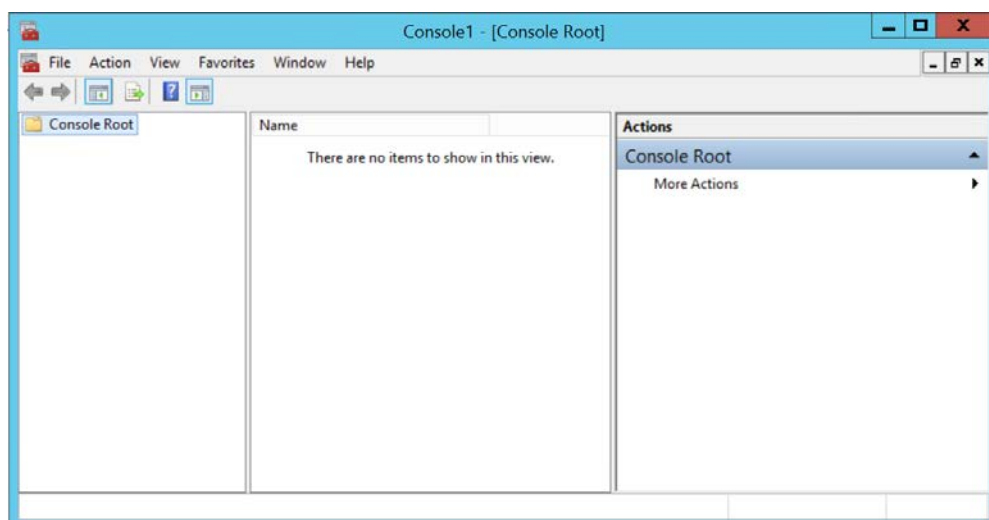 Console1 - [Console Root]
File Action View Favorites Window Help
Console Root
Name
There are no items to show in this view.
Actions
Console Root
More Actions